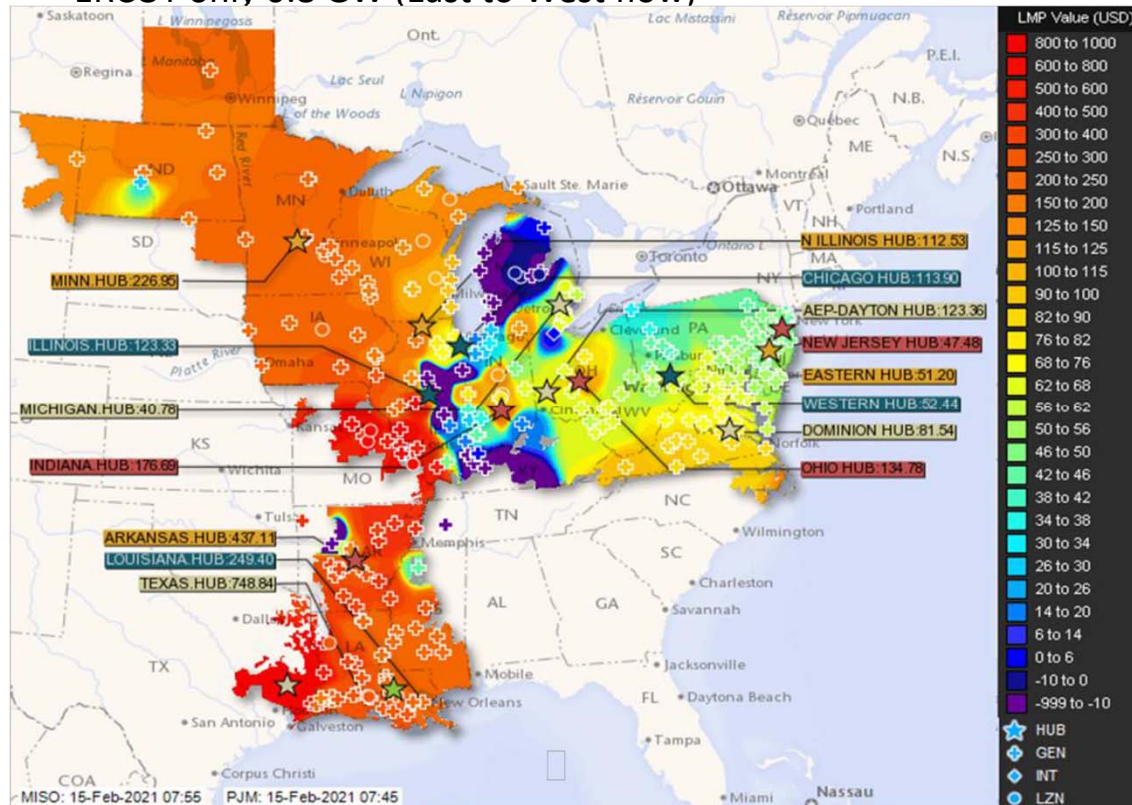 LMP Value (USD)
800 to 1000
600 to 800
500 to 600
400 to 500
300 to 400
250 to 300
200 to 250
150 to 200
125 to 150
115 to 125
100 to 115
90 to 100
82 to 90
76 to 82
68 to 76
62 to 68
56 to 62
50 to 56
46 to 50
42 to 46
38 to 42
34 to 38
30 to 34
26 to 30
20 to 26
14 to 20
6 to 14
0 to 6
-10 to 0
-999 to -10
HUB
GEN
INT
LZN
Saskatoon
L Winnipegosis
L Manitoba
Regina
Winnipeg
L of the Woods
Ont.
Lac Seul
L Nipigon
Lac Mistassini
Réservoir Pipmuacan
Réservoir Gouin
P.E.I.
N.B.
Québec
ME
N.S.
Montréal
Ottawa
VT
Portland
NH
MA
Sault Ste. Marie
Duluth
Red River
ND
MN
SD
WI
Toronto
Ontario L
NY
N ILLINOIS HUB:112.53
CHICAGO HUB:113.90
MINN.HUB:226.95
AEP-DAYTON HUB:123.36
NEW JERSEY HUB:47.48
ILLINOIS.HUB:123.33
EASTERN HUB:51.20
MICHIGAN.HUB:40.78
WESTERN HUB:52.44
DOMINION HUB:81.54
INDIANA.HUB:176.69
OHIO HUB:134.78
IA
Omaha
Platte River
Cleveland
PA
IN
OH
WV
KY
Norfolk
KS
Wichita
MO
TN
NC
Wilmington
ARKANSAS.HUB:437.11
LOUISIANA.HUB:249.40
TEXAS.HUB:748.84
Memphis
SC
Charleston
AL
GA
Savannah
TX
LA
Mobile
Jacksonville
New Orleans
FL
Daytona Beach
San Antonio
Galveston
Tampa
Corpus Christi
COA
Miami
Nassau
MISO: 15-Feb-2021 07:55 PJM: 15-Feb-2021 07:45